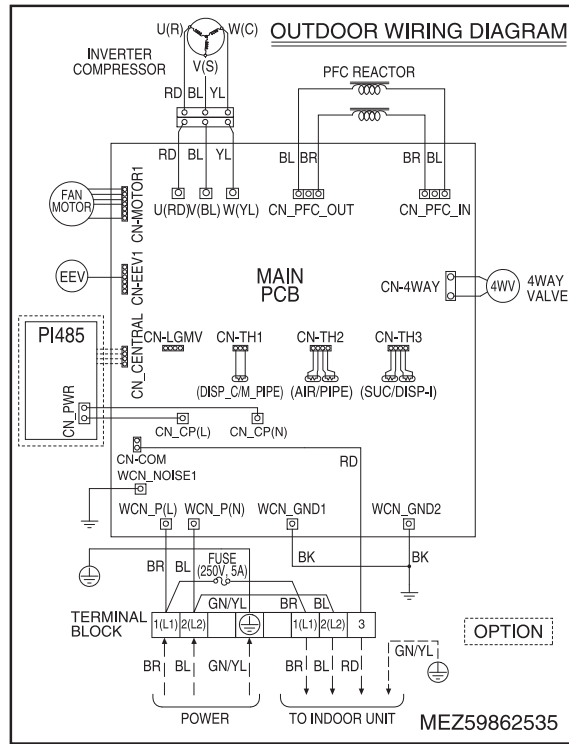 OUTDOOR WIRING DIAGRAM
U(R) W(C)
INVERTER
COMPRESSOR
V(S)
PFC REACTOR
RD BL YL
RD BL YL
BL BR
BR BL
FAN
MOTOR
CN-MOTOR1
U(RD) V(BL) W(YL)
CN_PFC_OUT
CN_PFC_IN
EEV
CN-EEV1
MAIN
PCB
CN-4WAY
4WV
4WAY
VALVE
PI485
CN_CENTRAL
CN-LGMV
CN-TH1
CN-TH2
CN-TH3
(DISP_C/M_PIPE)
(AIR/PIPE)
(SUC/DISP-I)
CN_PWR
CN_CP(L)
CN_CP(N)
CN-COM
RD
WCN_NOISE1
WCN_P(L)
WCN_P(N)
WCN_GND1
WCN_GND2
BR BL
FUSE
(250V, 5A)
BK
BK
GN/YL
BR BL
TERMINAL
BLOCK
1(L1) 2(L2)
1(L1) 2(L2) 3
OPTION
BR BL GN/YL
BR BL RD
GN/YL
POWER
TO INDOOR UNIT
MEZ59862535